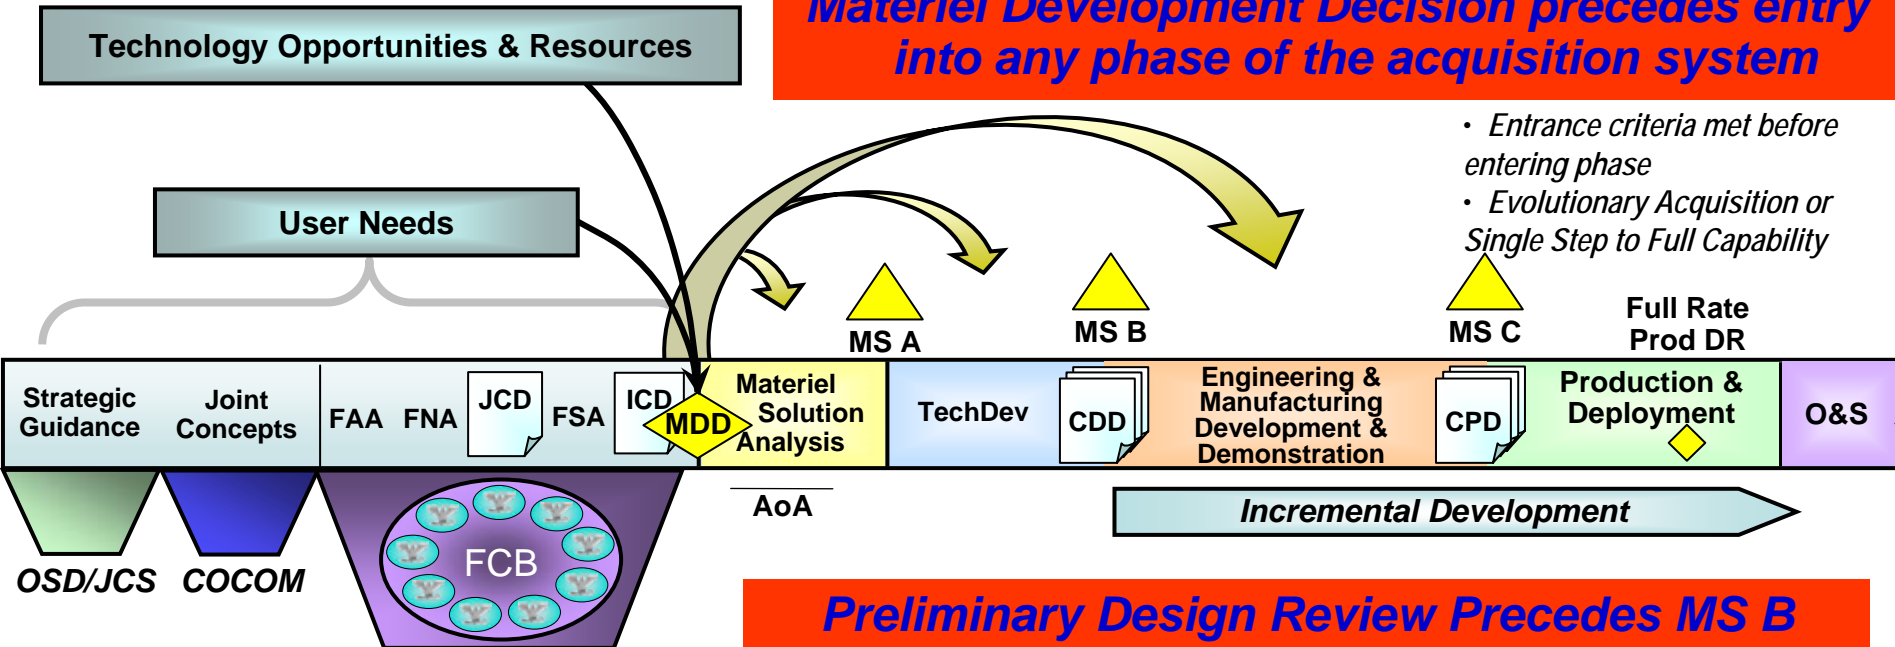 Materiel Development Decision precedes entry
into any phase of the acquisition system
Technology Opportunities & Resources
• Entrance criteria met before
entering phase
• Evolutionary Acquisition or
Single Step to Full Capability
User Needs
MS A
MS B
MS C
Full Rate
Prod DR
Strategic
Guidance
Joint
Concepts
FAA
FNA
JCD
FSA
ICD
MDD
Materiel
Solution
Analysis
TechDev
CDD
Engineering &
Manufacturing
Development &
Demonstration
CPD
Production &
Deployment
O&S
AoA
Incremental Development
OSD/JCS
COCOM
FCB
Preliminary Design Review Precedes MS B